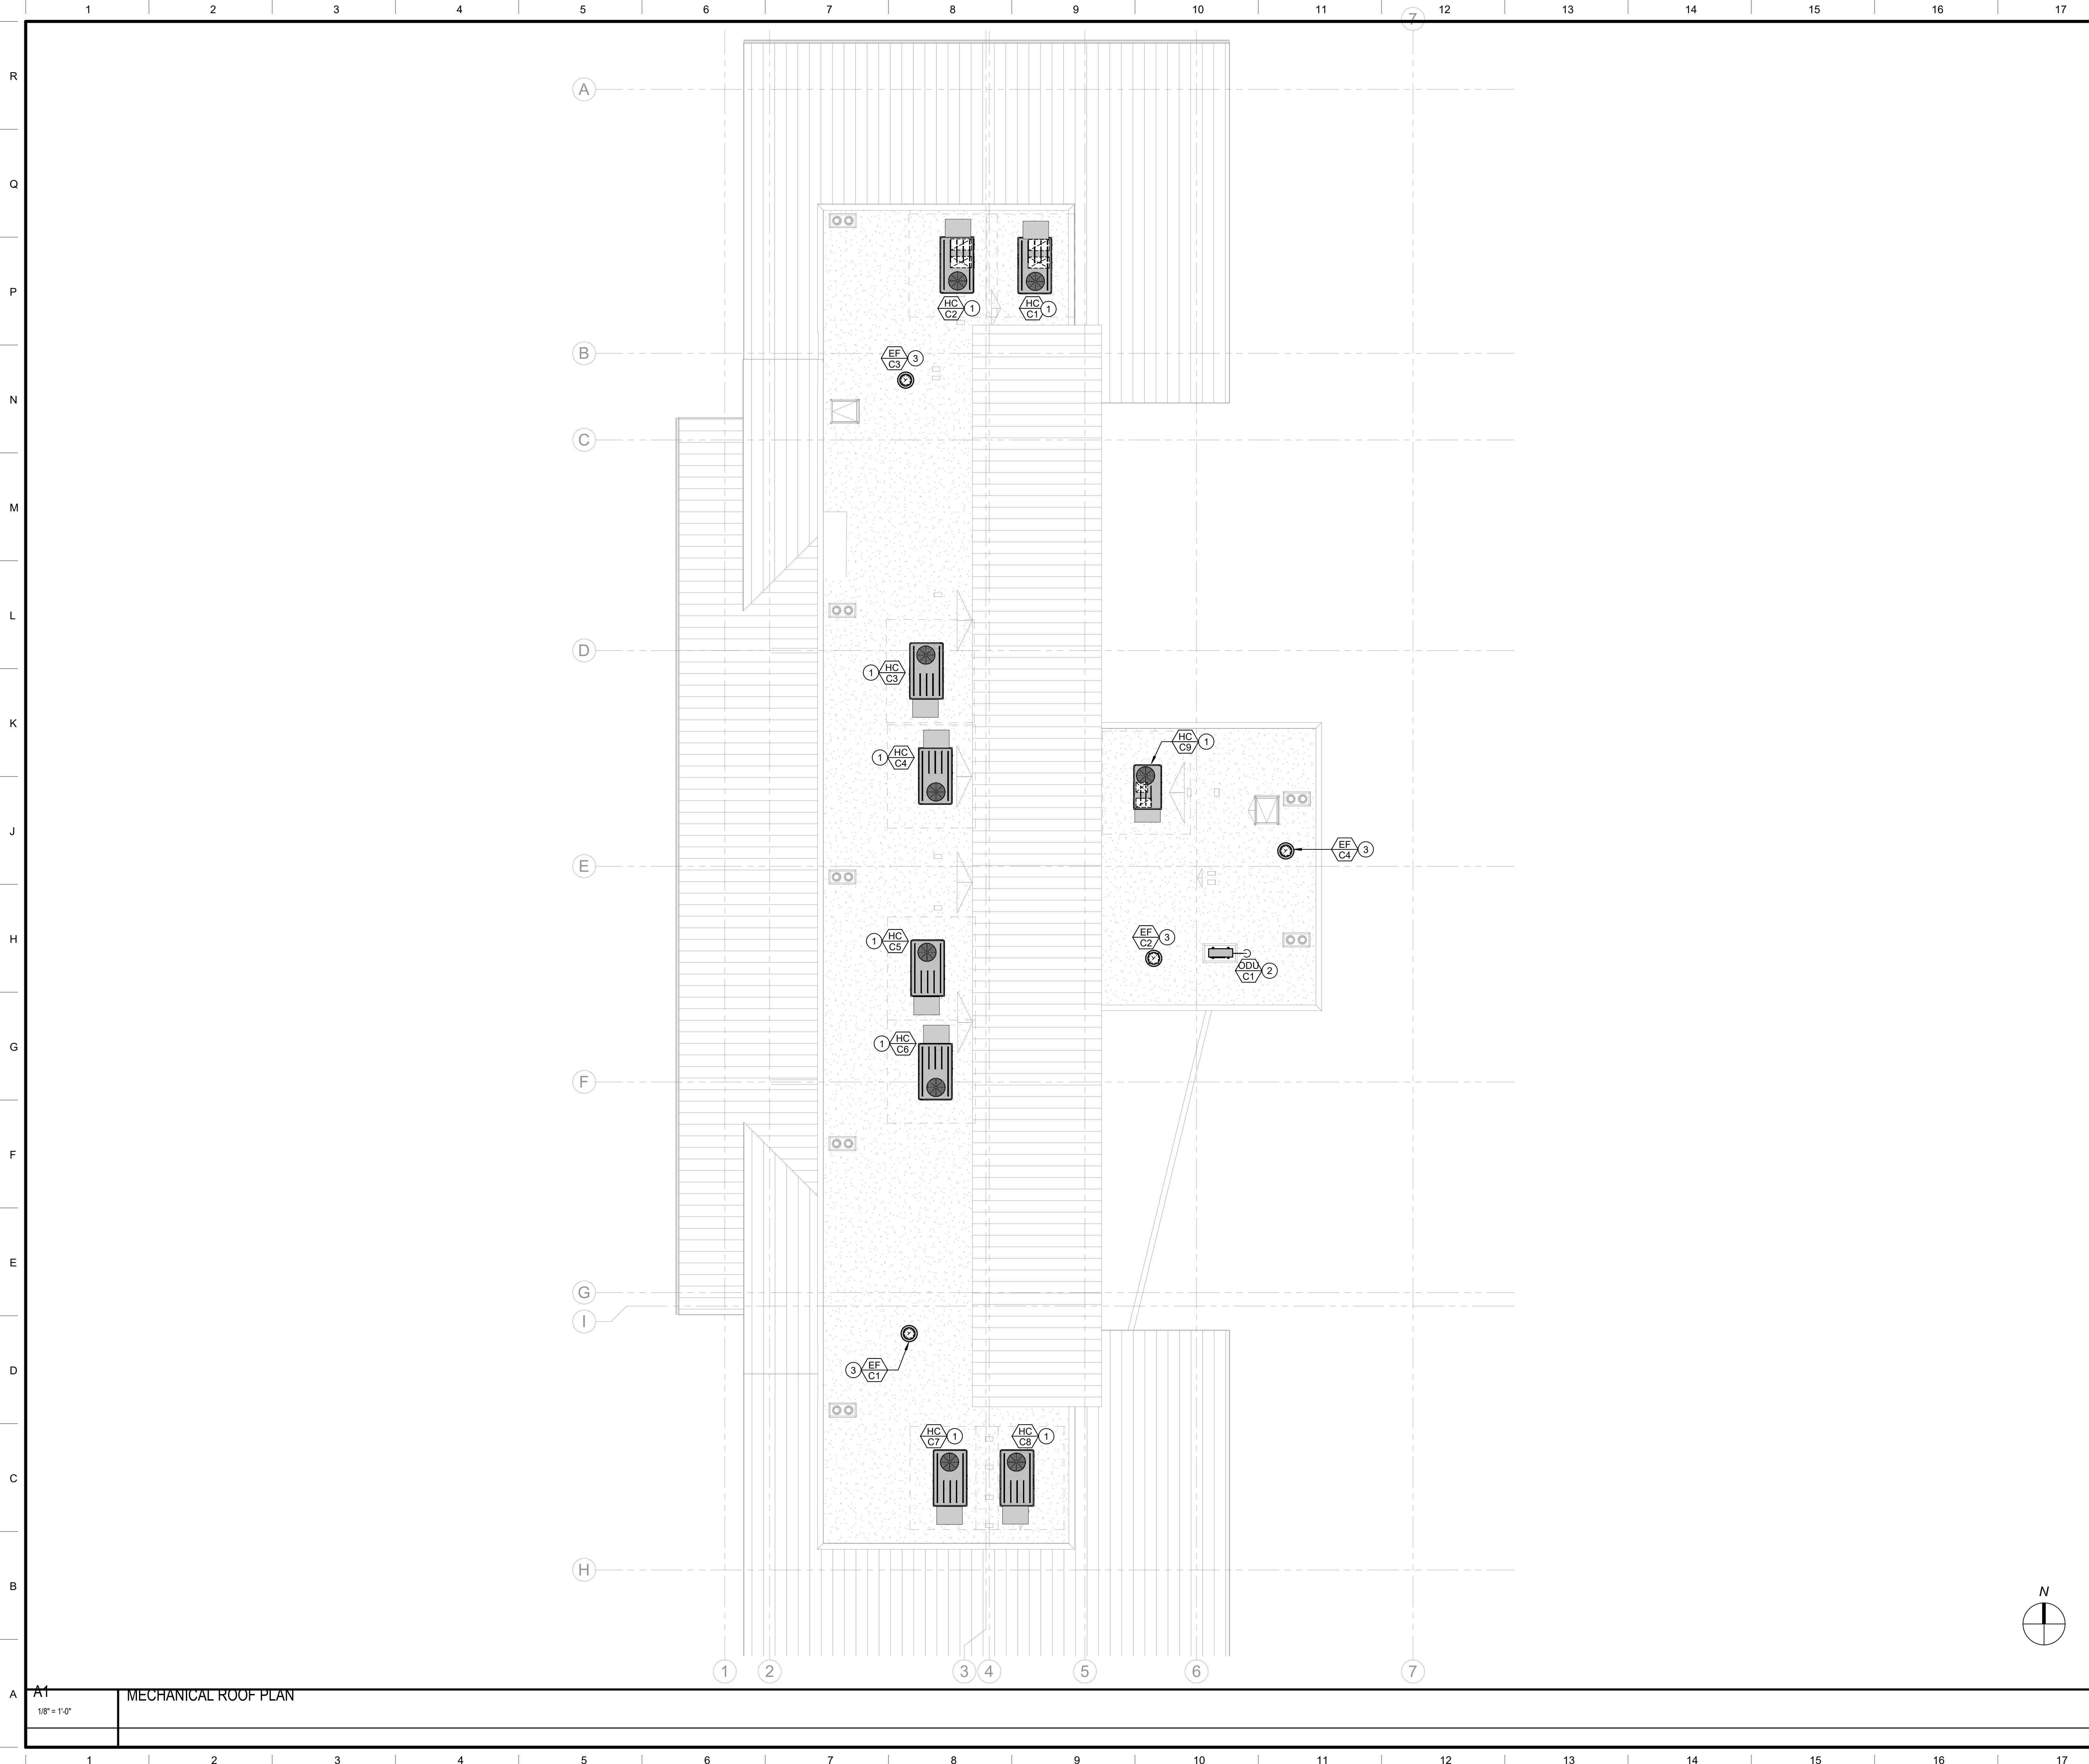 1 2 3 4 5 6 7 8 9 10 11 12 13 14 15 16 17
7
R
A
Q
P
HC C2 1
HC C1 1
B
EF C3 3
N
C
M
L
D
1 HC C3
K
HC C9 1
1 HC C4
J
EF C4 3
E
H
1 HC C5
EF C2 3
ODU C1 2
G
1 HC C6
F
F
E
G
I
D
3 EF C1
HC C7 1
HC C8 1
C
H
B
N
1 2 3 4 5 6 7
A
A1
MECHANICAL ROOF PLAN
1/8" = 1'-0"
1 2 3 4 5 6 7 8 9 10 11 12 13 14 15 16 17